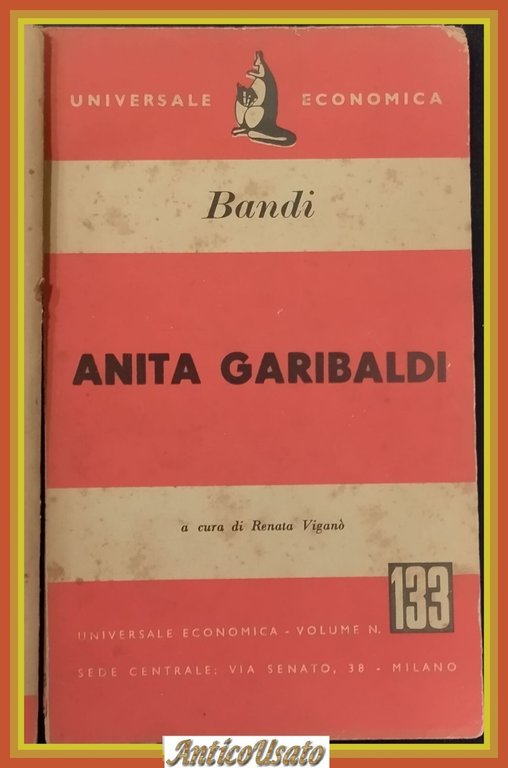 UNIVERSALE ECONOMICA
Bandi
ANITA GARIBALDI
a cura di Renata Viganò
133
UNIVERSALE ECONOMICA - VOLUME N.
SEDE CENTRALE: VIA SENATO, 38 - MILANO
AnticoUsato